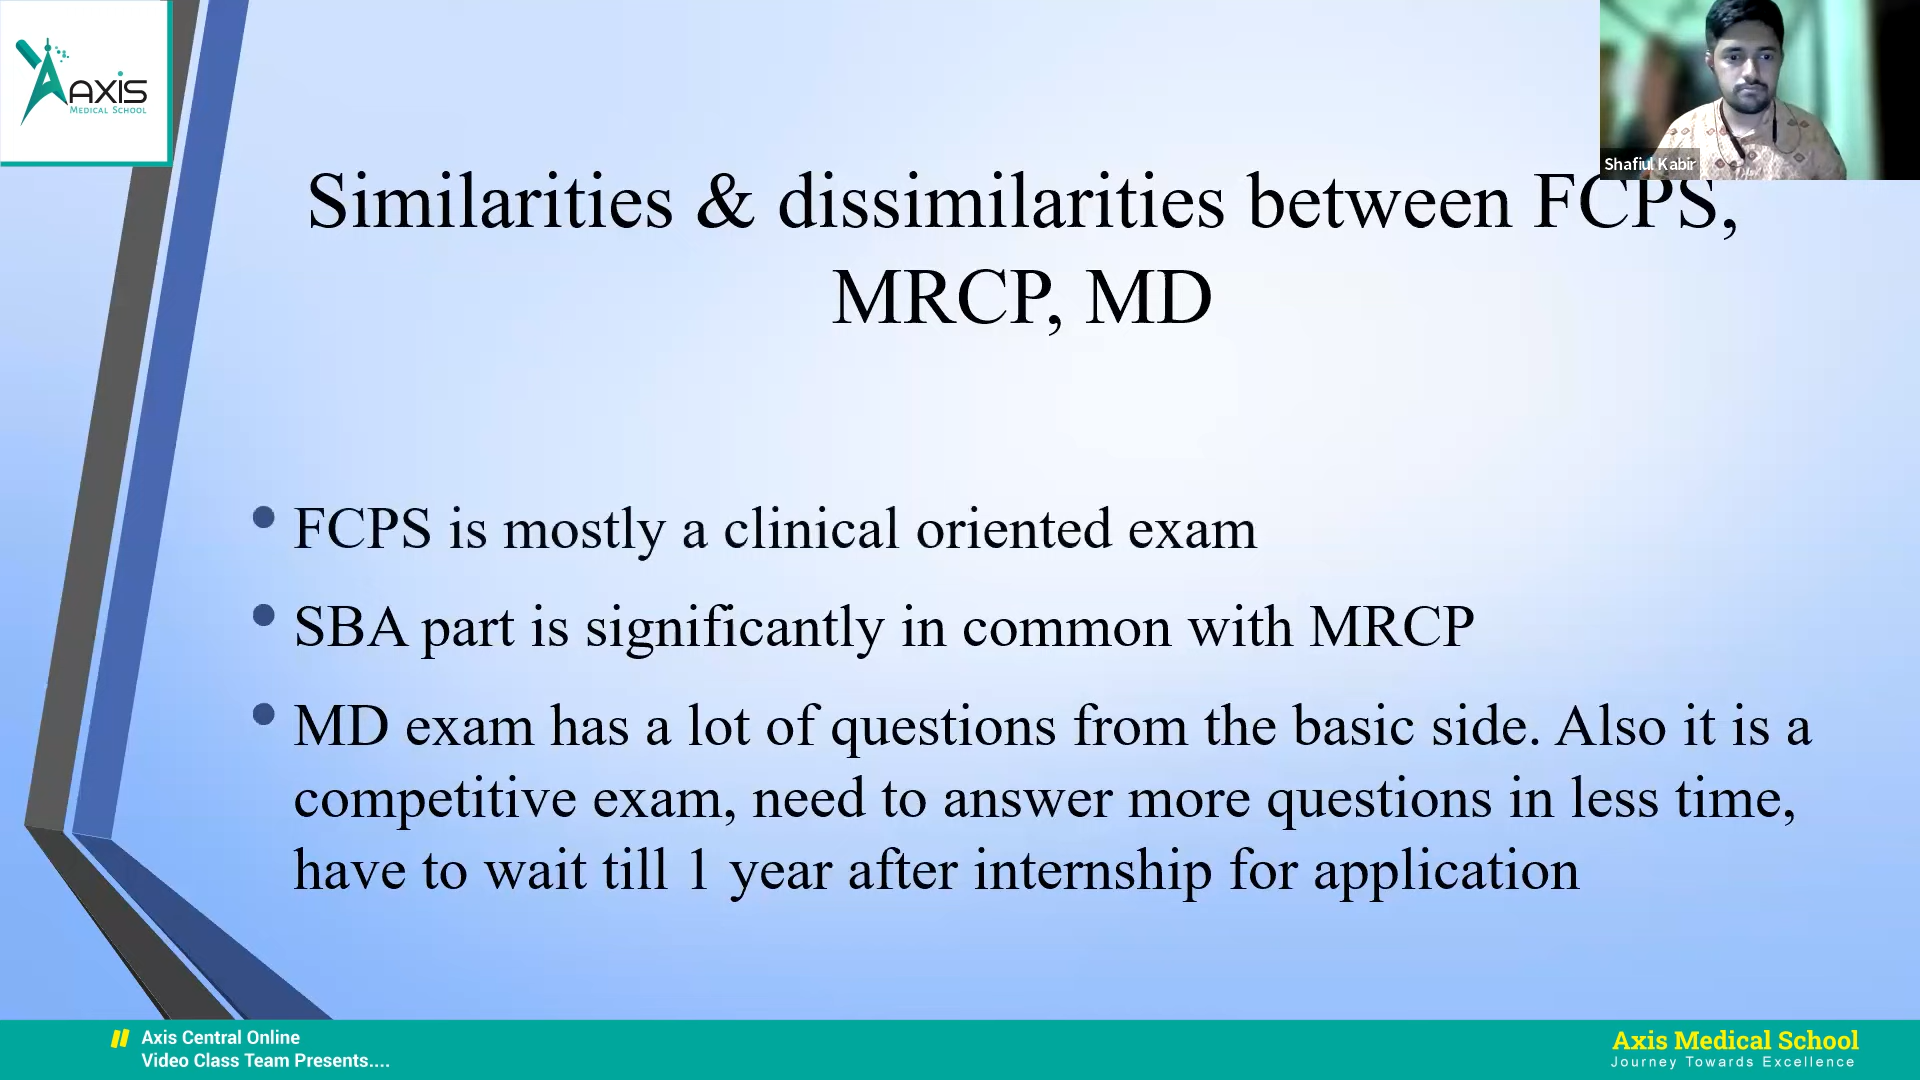 AXIS
MEDICAL SCHOOL
Shafiul Kabir
Similarities & dissimilarities between FCPS,
MRCP, MD
• FCPS is mostly a clinical oriented exam
• SBA part is significantly in common with MRCP
• MD exam has a lot of questions from the basic side. Also it is a
competitive exam, need to answer more questions in less time,
have to wait till 1 year after internship for application
Axis Central Online
Video Class Team Presents....
Axis Medical School
Journey Towards Excellence